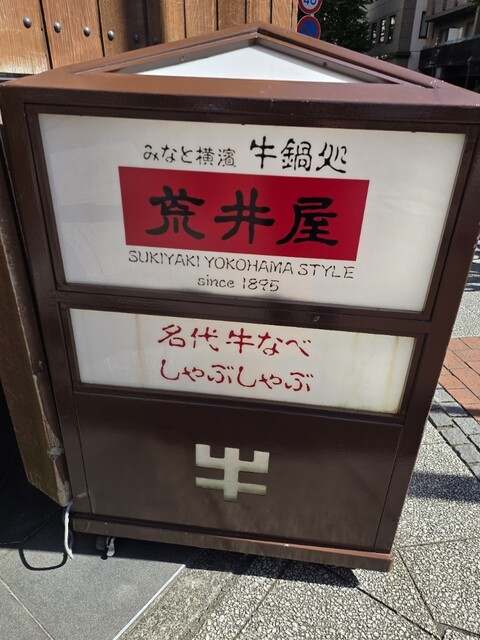 40
みなと横濱 牛鍋処
荒井屋
SUKIYAKI YOKOHAMA STYLE
since 1895
名代牛なべ
しゃぶしゃぶ
牛